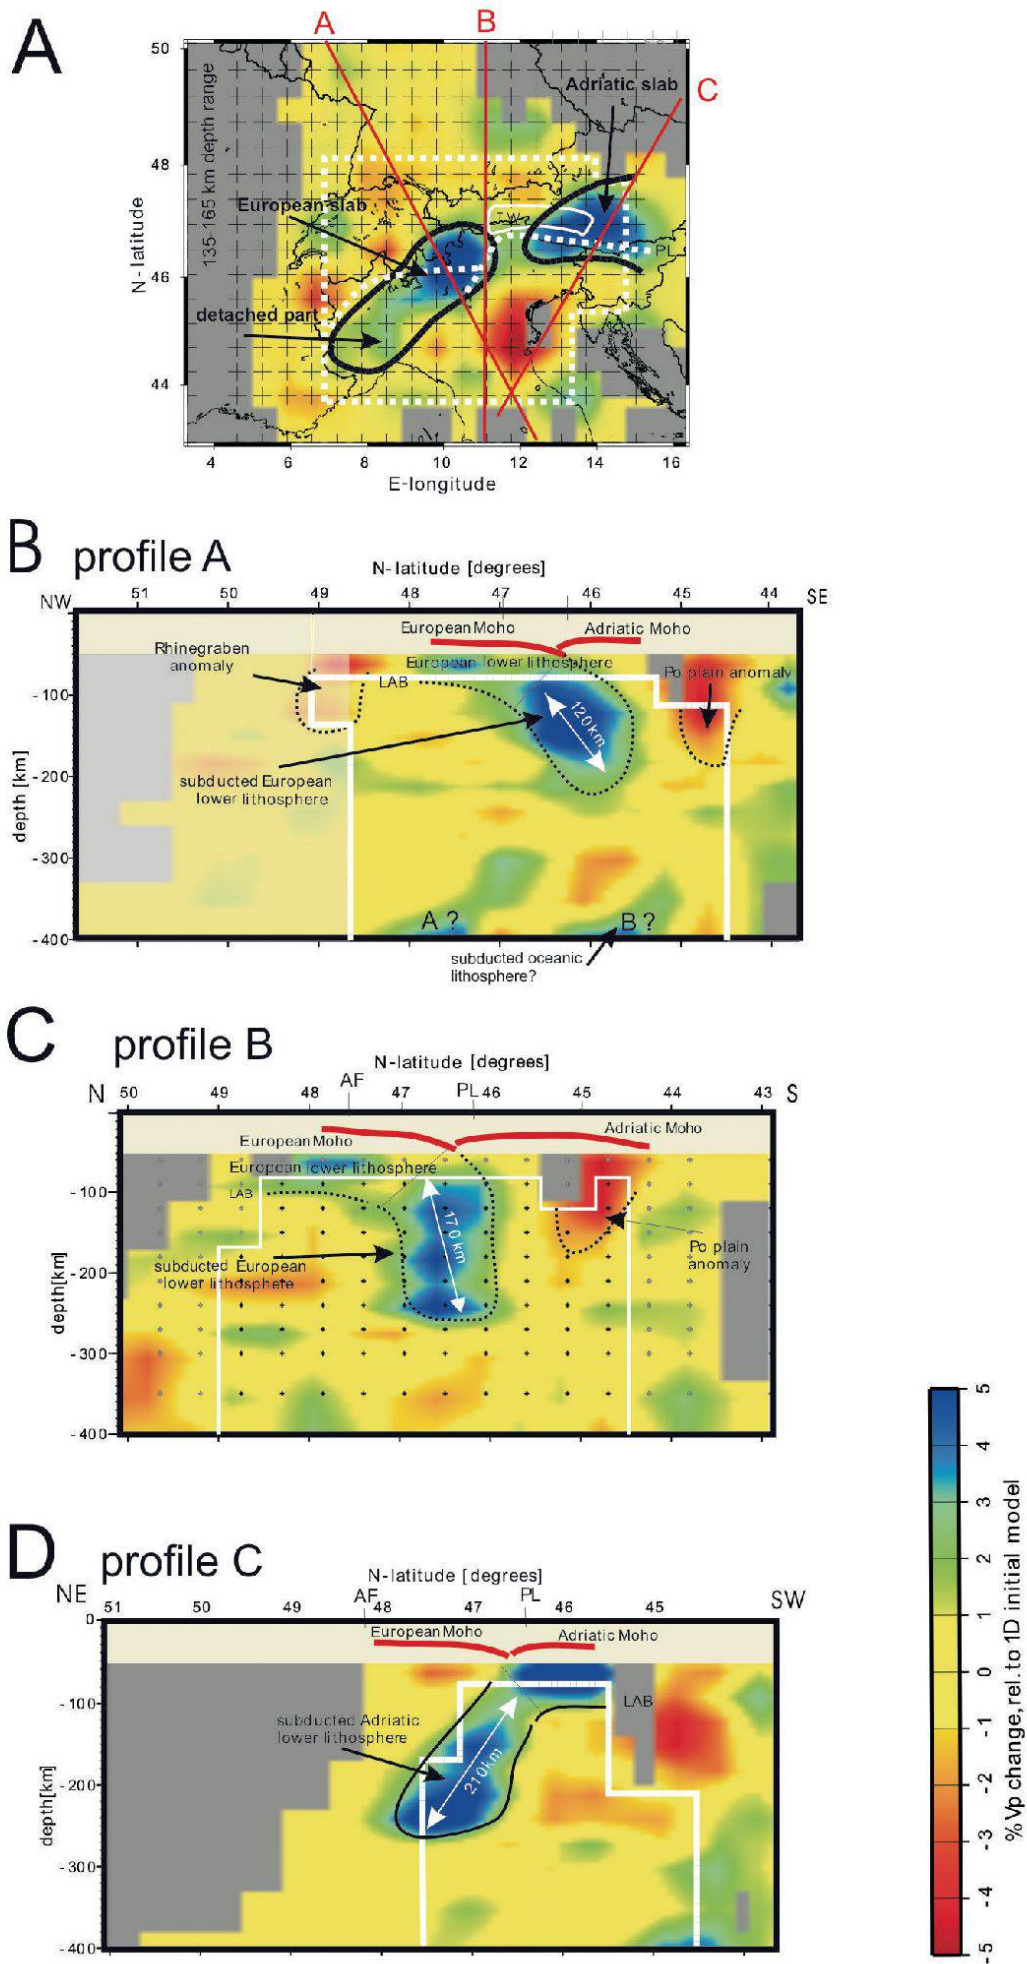 A
A
B
C
50
48
46
44
N-latitude
135-165 km depth range
Adriatic slab
European slab
detached part
T.W.
PL
4 6 8 10 12 14 16
E-longitude
B profile A
N-latitude [degrees]
NW 51 50 49 48 47 46 45 44 SE
European Moho Adriatic Moho
Rhinegraben
anomaly
European lower lithosphere
LAB
Po plain anomaly
120km
subducted European
lower lithosphere
depth [km]
-100
-200
-300
-400
A ?
B ?
subducted oceanic
lithosphere?
C profile B
N-latitude [degrees]
N 50 49 48 AF 47 PL 46 45 44 43 S
European Moho
Adriatic Moho
European lower lithosphere
LAB
170 km
subducted European
lower lithosphete
Po plain
anomaly
depth[km]
-100
-200
-300
-400
D profile C
N-latitude [degrees]
NE 51 50 49 AF 48 47 PL 46 45 SW
European Moho Adriatic Moho
LAB
subducted Adriatic
lower lithosphere
210km
depth[km]
0
-100
-200
-300
-400
5
4
3
2
1
0
-1
-2
-3
-4
-5
% Vp change, rel. to 1D initial model